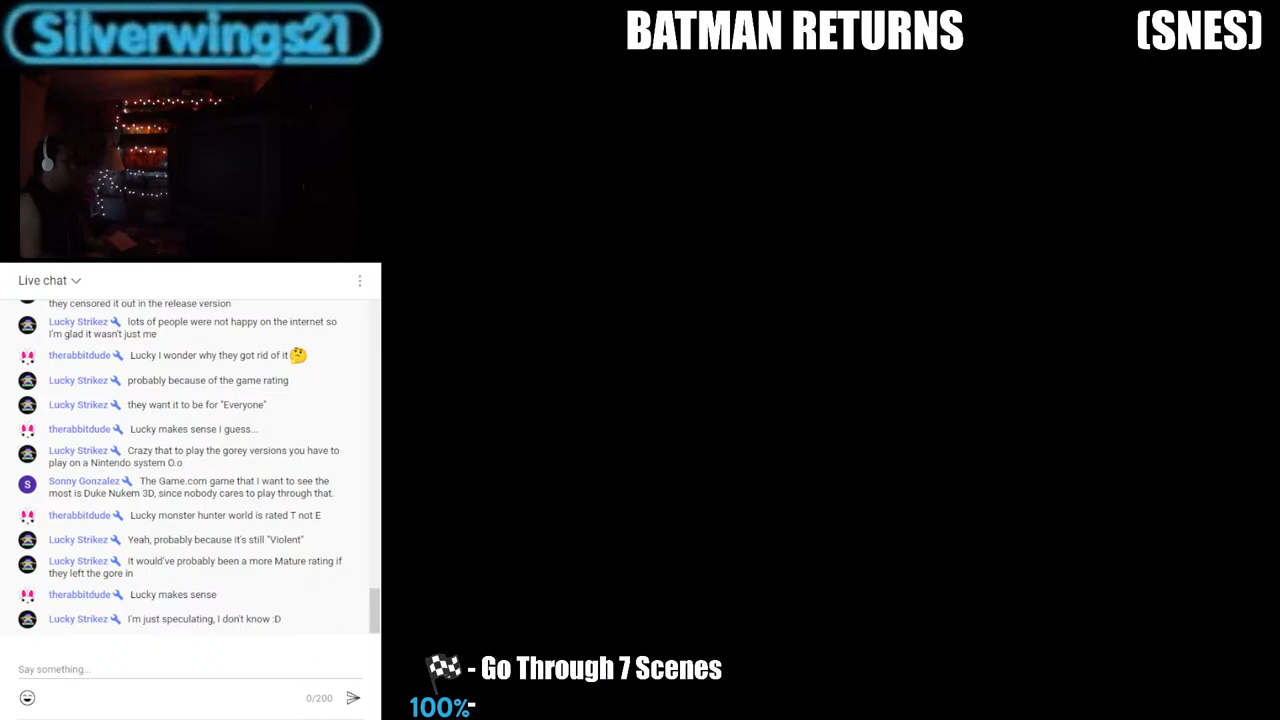 Silverwings21
BATMAN RETURNS (SNES)
Live chat
they censored it out in the release version
Lucky Strikez lots of people were not happy on the internet so
I'm glad it wasn't just me
therabbitdude Lucky I wonder why they got rid of it🤔
Lucky Strikez probably because of the game rating
Lucky Strikez they want it to be for "Everyone"
therabbitdude Lucky makes sense I guess...
Lucky Strikez Crazy that to play the gorey versions you have to
play on a Nintendo system O.o
S Sonny Gonzalez The Game.com game that I want to see the
most is Duke Nukem 3D, since nobody cares to play through that.
therabbitdude Lucky monster hunter world is rated T not E
Lucky Strikez Yeah, probably because it's still "Violent"
Lucky Strikez It would've probably been a more Mature rating if
they left the gore in
therabbitdude Lucky makes sense
Lucky Strikez I'm just speculating, I don't know :D
Say something...
0/200
- Go Through 7 Scenes
100%-